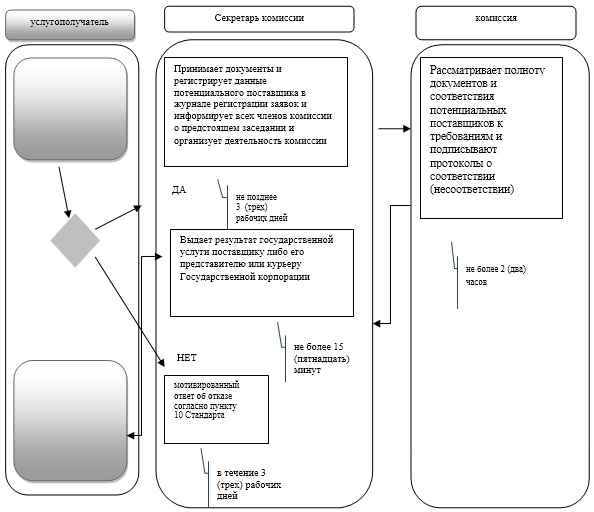 услугополучатель
Секретарь комиссии
комиссия
Принимает документы и
регистрирует данные
потенциального поставщика в
журнале регистрации заявок и
информирует всех членов комиссии
о предстоящем заседании и
организует деятельность комиссии
Рассматривает полноту
документов и
соответствия
потенциальных
поставщиков к
требованиям и
подписывают
протоколы о
соответствии
(несоответствии)
ДА
не позднее
3 (трех)
рабочих дней
Выдает результат государственной
услуги поставщику либо его
представителю или курьеру
Государственной корпорации
не более 2 (два)
часов
не более 15
(пятнадцать)
минут
НЕТ
мотивированный
ответ об отказе
согласно пункту
10 Стандарта
в течение 3
(трех) рабочих
дней